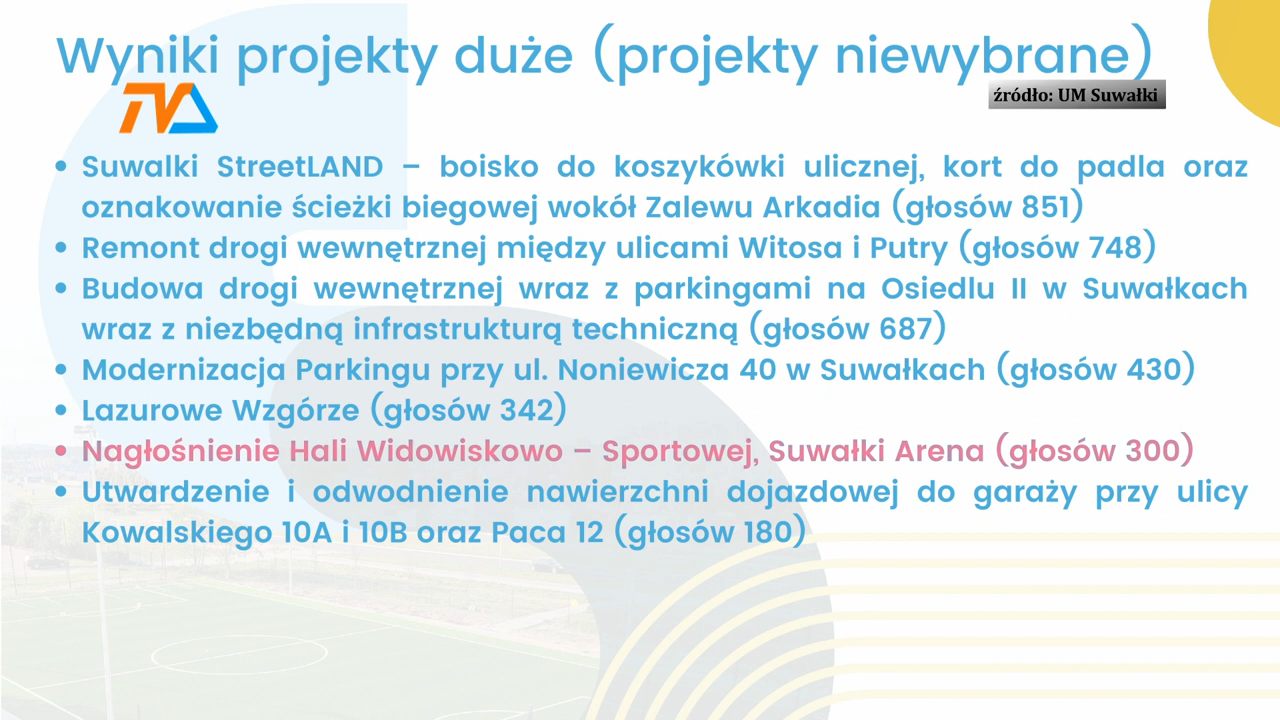 Wyniki projekty duże (projekty niewybrane)
źródło: UM Suwałki
TVA
• Suwalki StreetLAND – boisko do koszykówki ulicznej, kort do padla oraz
oznakowanie ścieżki biegowej wokół Zalewu Arkadia (głosów 851)
• Remont drogi wewnętrznej między ulicami Witosa i Putry (głosów 748)
• Budowa drogi wewnętrznej wraz z parkingami na Osiedlu II w Suwałkach
wraz z niezbędną infrastrukturą techniczną (głosów 687)
• Modernizacja Parkingu przy ul. Noniewicza 40 w Suwałkach (głosów 430)
• Lazurowe Wzgórze (głosów 342)
• Nagłośnienie Hali Widowiskowo – Sportowej, Suwałki Arena (głosów 300)
• Utwardzenie i odwodnienie nawierzchni dojazdowej do garaży przy ulicy
Kowalskiego 10A i 10B oraz Paca 12 (głosów 180)